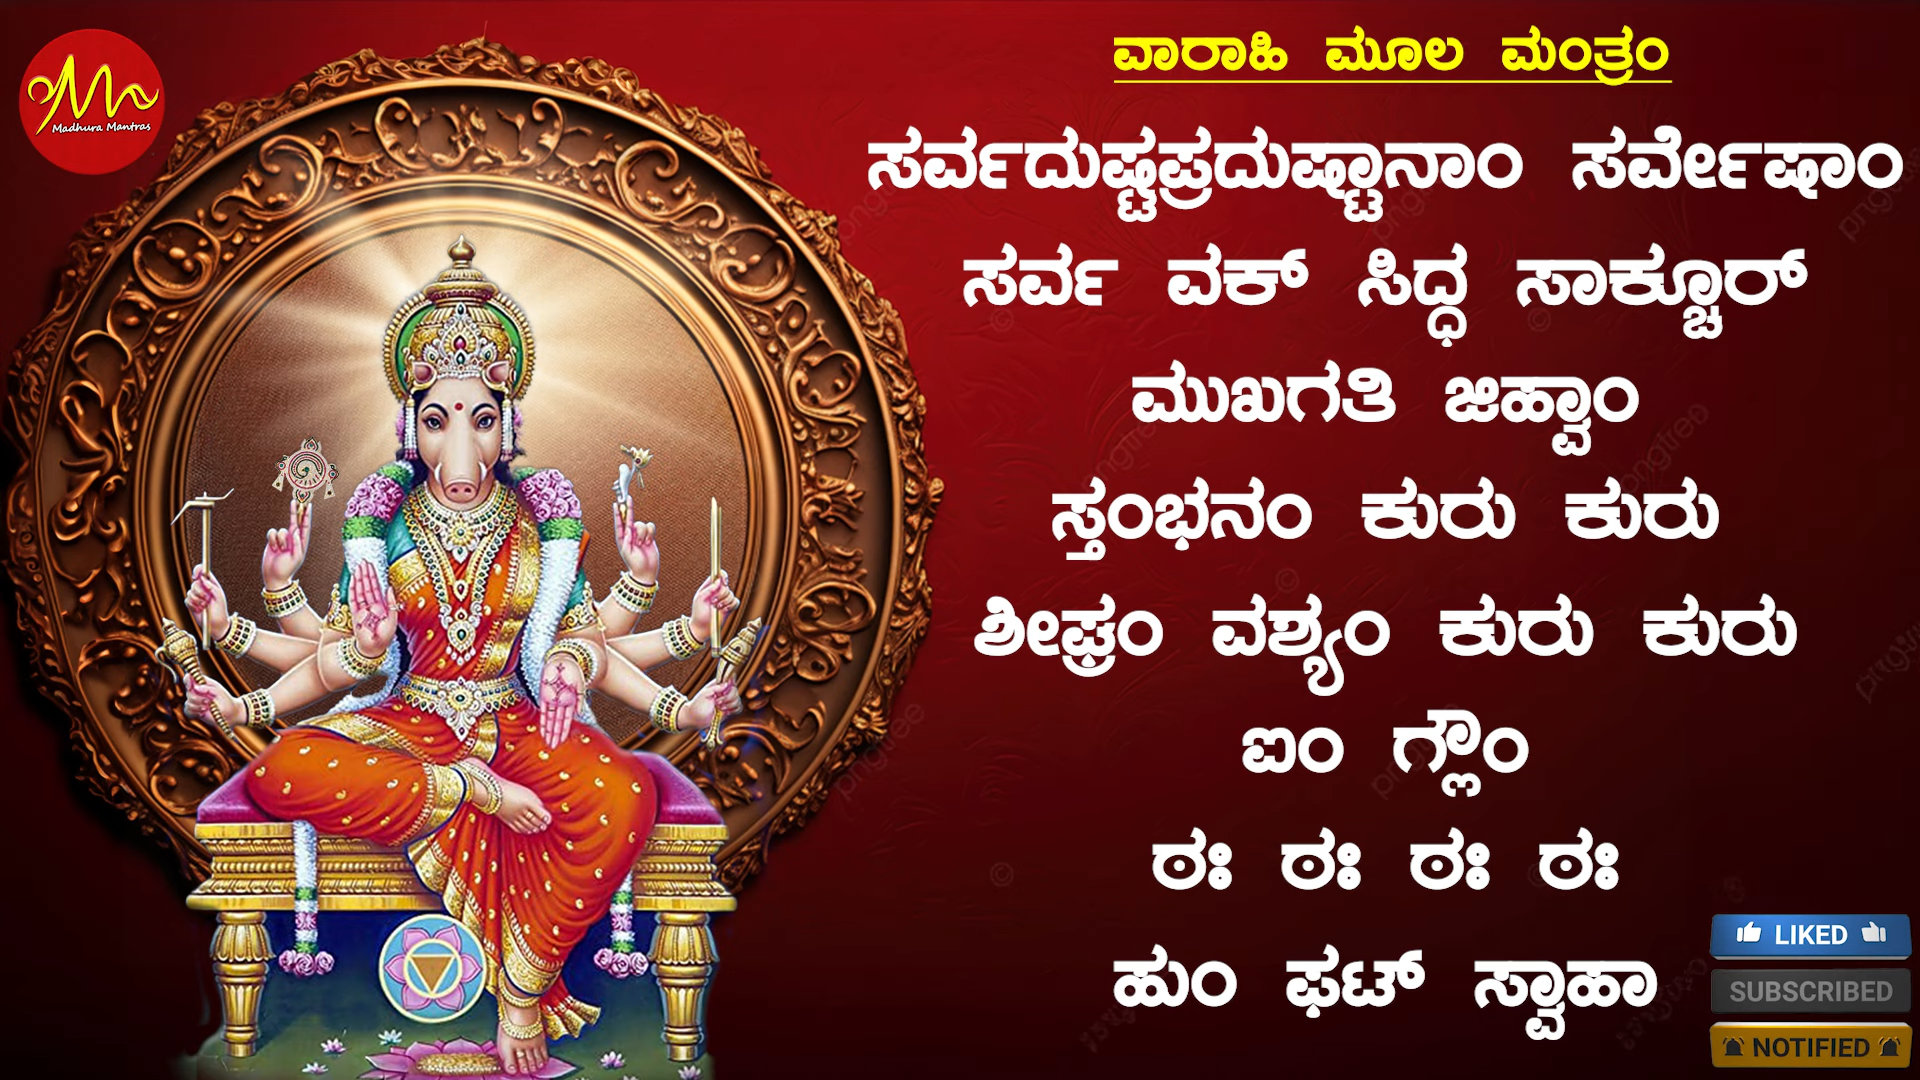 Madhura Mantras
ವಾರಾಹಿ ಮೂಲ ಮಂತ್ರಂ
ಸರ್ವದುಷ್ಟಪ್ರದುಷ್ಟಾನಾಂ ಸರ್ವೇಷಾಂ
ಸರ್ವ ವಕ್ ಸಿದ್ಧ ಸಾಕ್ಚೂರ್
ಮುಖಗತಿ ಜಿಹ್ವಾಂ
ಸ್ತಂಭನಂ ಕುರು ಕುರು
ಶೀಘ್ರಂ ವಶ್ಯಂ ಕುರು ಕುರು
ಐಂ ಗ್ಲೌಂ
ಠಃ ಠಃ ಠಃ ಠಃ
ಹುಂ ಫಟ್ ಸ್ವಾಹಾ
LIKED
SUBSCRIBED
NOTIFIED